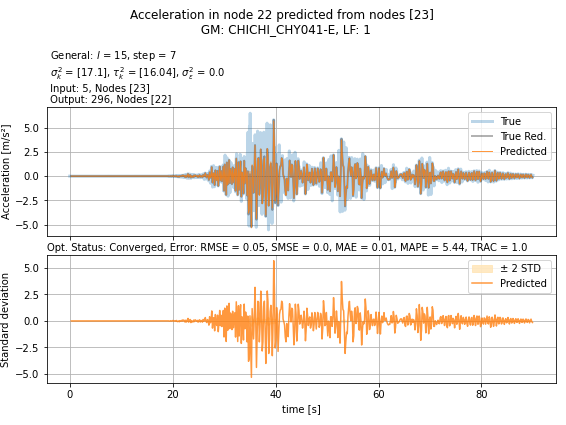 Acceleration in node 22 predicted from nodes [23]
GM: CHICHI_CHY041-E, LF: 1
General: l = 15, step = 7
σ²ₖ = [17.1], τ²ₖ = [16.04], σ²ε = 0.0
Input: 5, Nodes [23]
Output: 296, Nodes [22]
Acceleration [m/s²]
5.0
2.5
0.0
−2.5
−5.0
True
True Red.
Predicted
Opt. Status: Converged, Error: RMSE = 0.05, SMSE = 0.0, MAE = 0.01, MAPE = 5.44, TRAC = 1.0
Standard deviation
5.0
2.5
0.0
−2.5
−5.0
± 2 STD
Predicted
0 20 40 60 80
time [s]